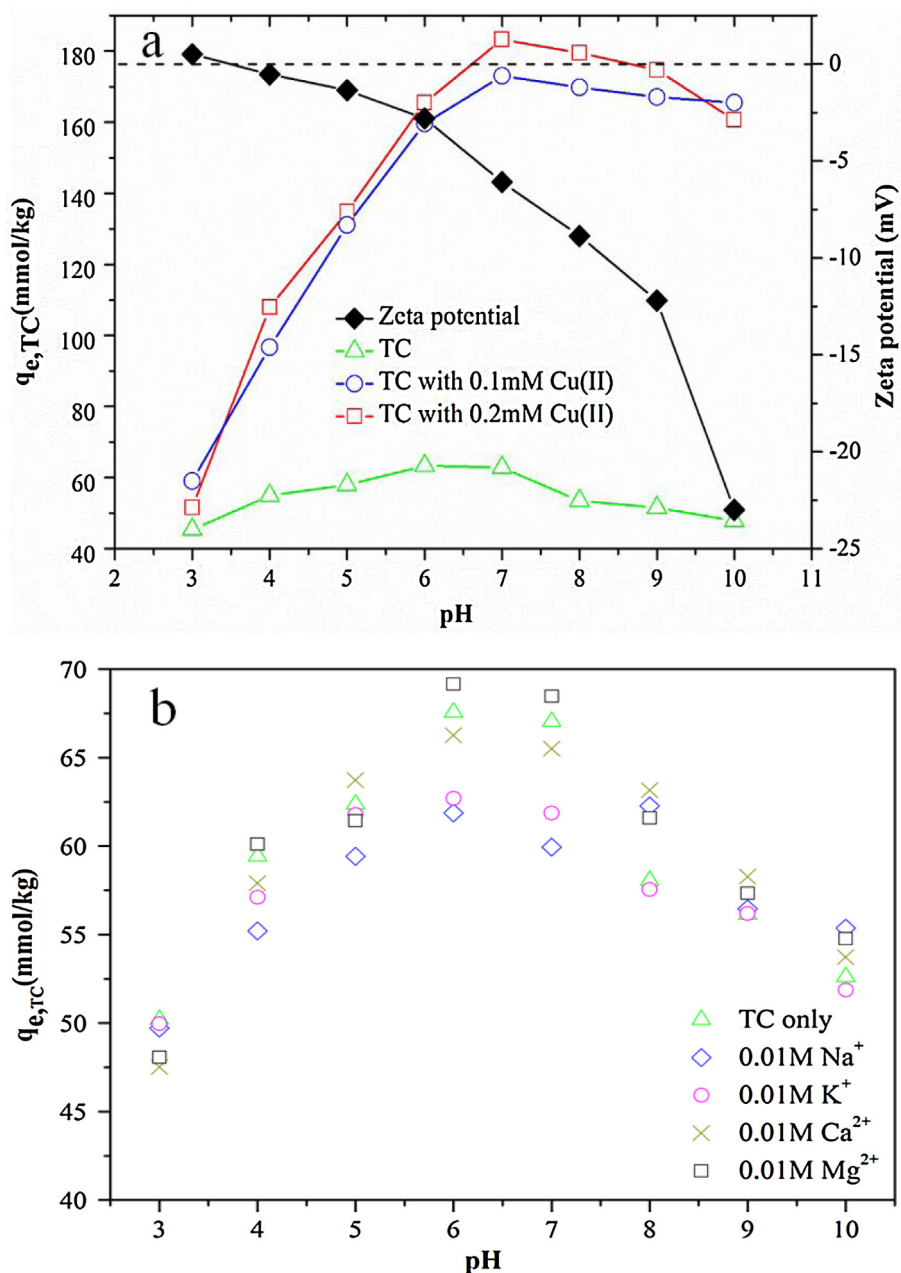 a
180
160
140
120
100
80
60
40
q_e,TC(mmol/kg)
0
-5
-10
-15
-20
-25
Zeta potential (mV)
Zeta potential
TC
TC with 0.1mM Cu(II)
TC with 0.2mM Cu(II)
2 3 4 5 6 7 8 9 10 11
pH
b
70
65
60
55
50
45
40
q_e,TC(mmol/kg)
TC only
0.01M Na⁺
0.01M K⁺
0.01M Ca²⁺
0.01M Mg²⁺
3 4 5 6 7 8 9 10
pH